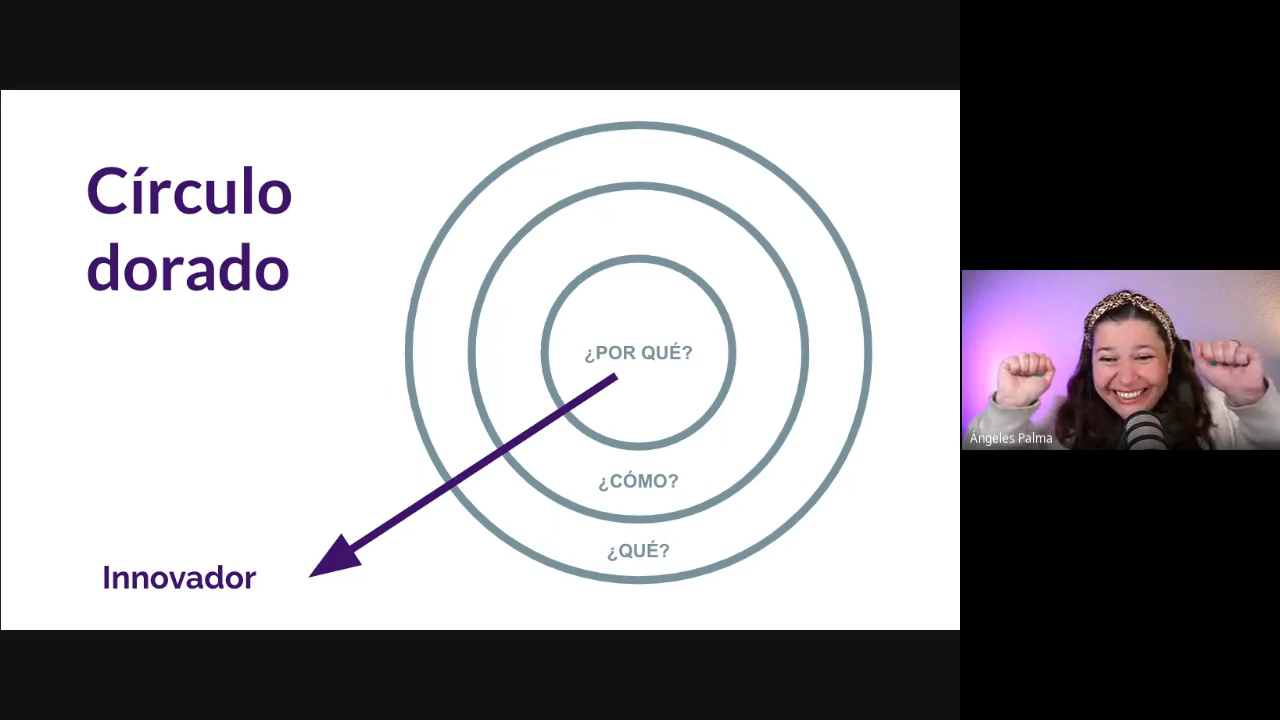 Círculo
dorado
¿POR QUÉ?
¿CÓMO?
¿QUÉ?
Innovador
Ángeles Palma